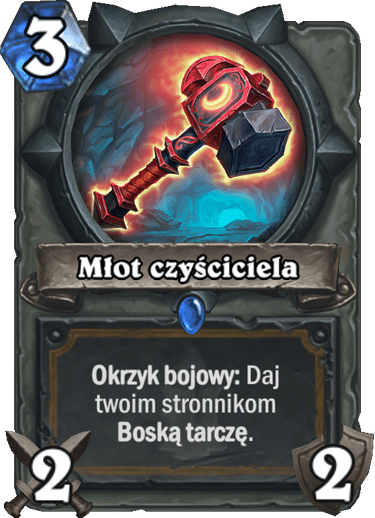 3
Młot czyściciela
Okrzyk bojowy: Daj
twoim stronnikom
Boską tarczę.
2
2